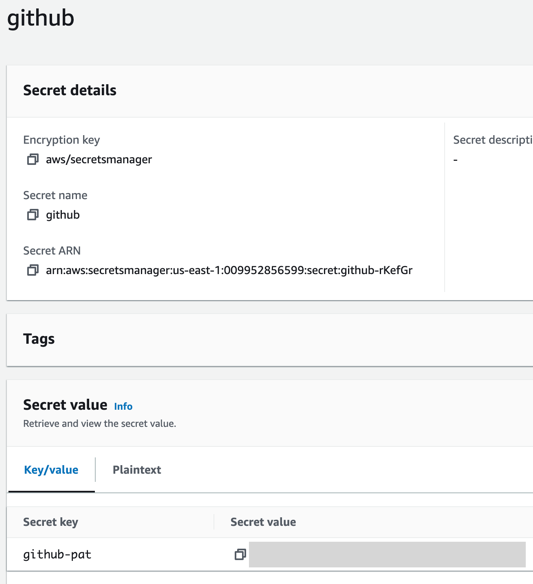 github
Secret details
Encryption key
aws/secretsmanager
Secret name
github
Secret ARN
arn:aws:secretsmanager:us-east-1:009952856599:secret:github-rKefGr
Secret descripti
-
Tags
Secret value Info
Retrieve and view the secret value.
Key/value Plaintext
Secret key Secret value
github-pat